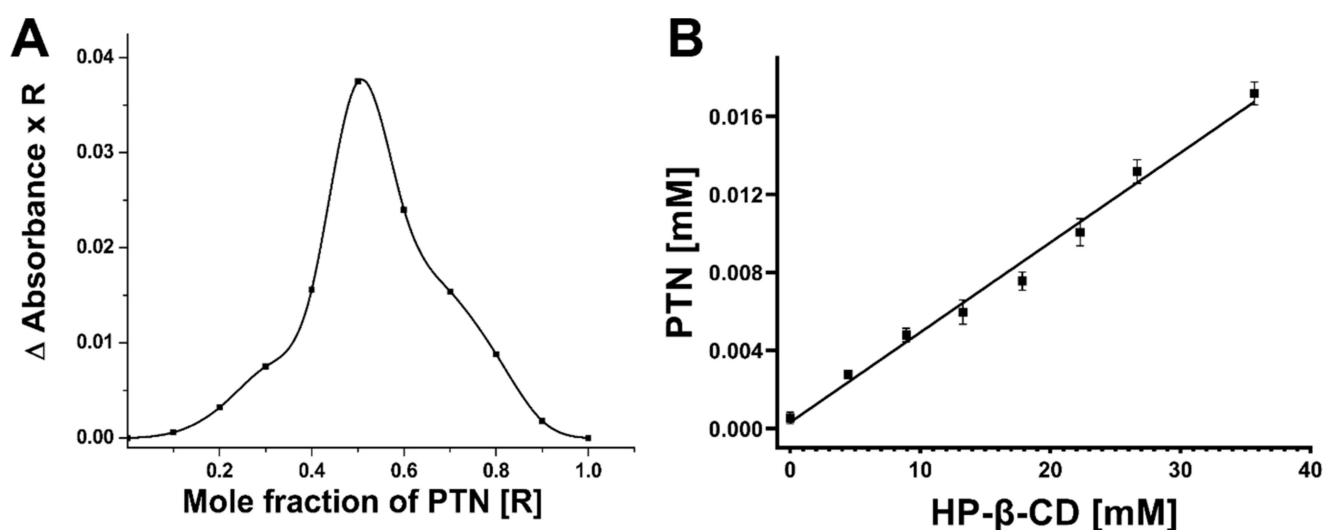 A
Δ Absorbance x R
0.04
0.03
0.02
0.01
0.00
0.2 0.4 0.6 0.8 1.0
Mole fraction of PTN [R]
B
PTN [mM]
0.016
0.012
0.008
0.004
0.000
0 10 20 30 40
HP-β-CD [mM]